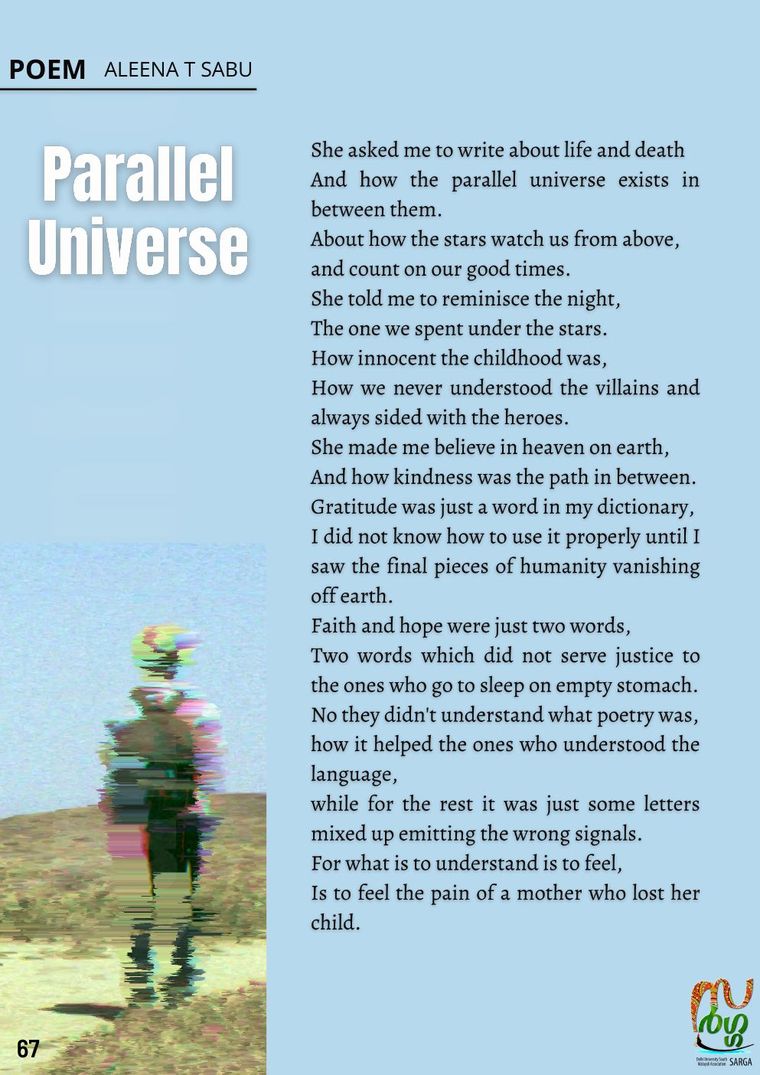 POEM ALEENA T SABU
Parallel
Universe
She asked me to write about life and death
And how the parallel universe exists in
between them.
About how the stars watch us from above,
and count on our good times.
She told me to reminisce the night,
The one we spent under the stars.
How innocent the childhood was,
How we never understood the villains and
always sided with the heroes.
She made me believe in heaven on earth,
And how kindness was the path in between.
Gratitude was just a word in my dictionary,
I did not know how to use it properly until I
saw the final pieces of humanity vanishing
off earth.
Faith and hope were just two words,
Two words which did not serve justice to
the ones who go to sleep on empty stomach.
No they didn't understand what poetry was,
how it helped the ones who understood the
language,
while for the rest it was just some letters
mixed up emitting the wrong signals.
For what is to understand is to feel,
Is to feel the pain of a mother who lost her
child.
67
Delhi University South
Malayali Association SARGA